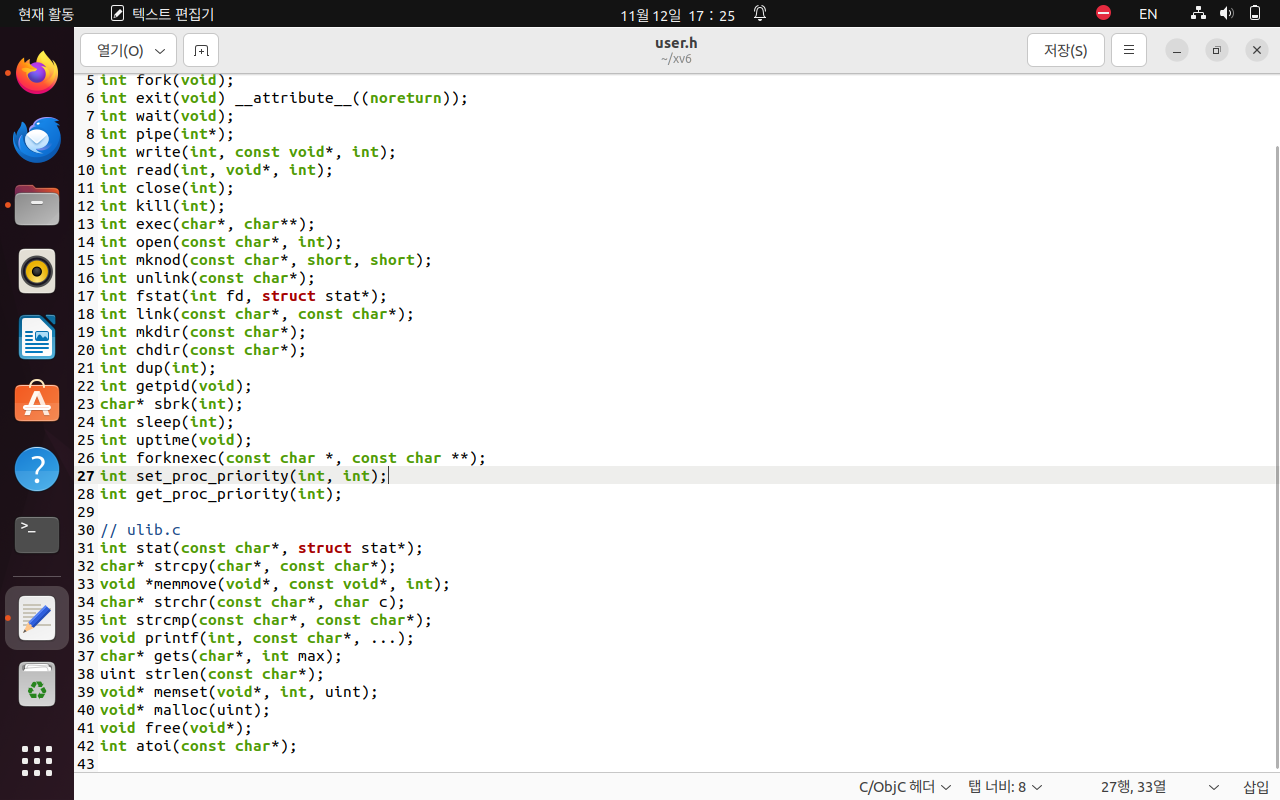 현재 활동
텍스트 편집기
11월 12일 17 : 25
EN
열기(O)
user.h
~/xv6
저장(S)
5 int fork(void);
6 int exit(void) __attribute__((noreturn));
7 int wait(void);
8 int pipe(int*);
9 int write(int, const void*, int);
10 int read(int, void*, int);
11 int close(int);
12 int kill(int);
13 int exec(char*, char**);
14 int open(const char*, int);
15 int mknod(const char*, short, short);
16 int unlink(const char*);
17 int fstat(int fd, struct stat*);
18 int link(const char*, const char*);
19 int mkdir(const char*);
20 int chdir(const char*);
21 int dup(int);
22 int getpid(void);
23 char* sbrk(int);
24 int sleep(int);
25 int uptime(void);
26 int forknexec(const char *, const char **);
27 int set_proc_priority(int, int);
28 int get_proc_priority(int);
29
30 // ulib.c
31 int stat(const char*, struct stat*);
32 char* strcpy(char*, const char*);
33 void *memmove(void*, const void*, int);
34 char* strchr(const char*, char c);
35 int strcmp(const char*, const char*);
36 void printf(int, const char*, ...);
37 char* gets(char*, int max);
38 uint strlen(const char*);
39 void* memset(void*, int, uint);
40 void* malloc(uint);
41 void free(void*);
42 int atoi(const char*);
43
C/ObjC 헤더
탭 너비: 8
27행, 33열
삽입